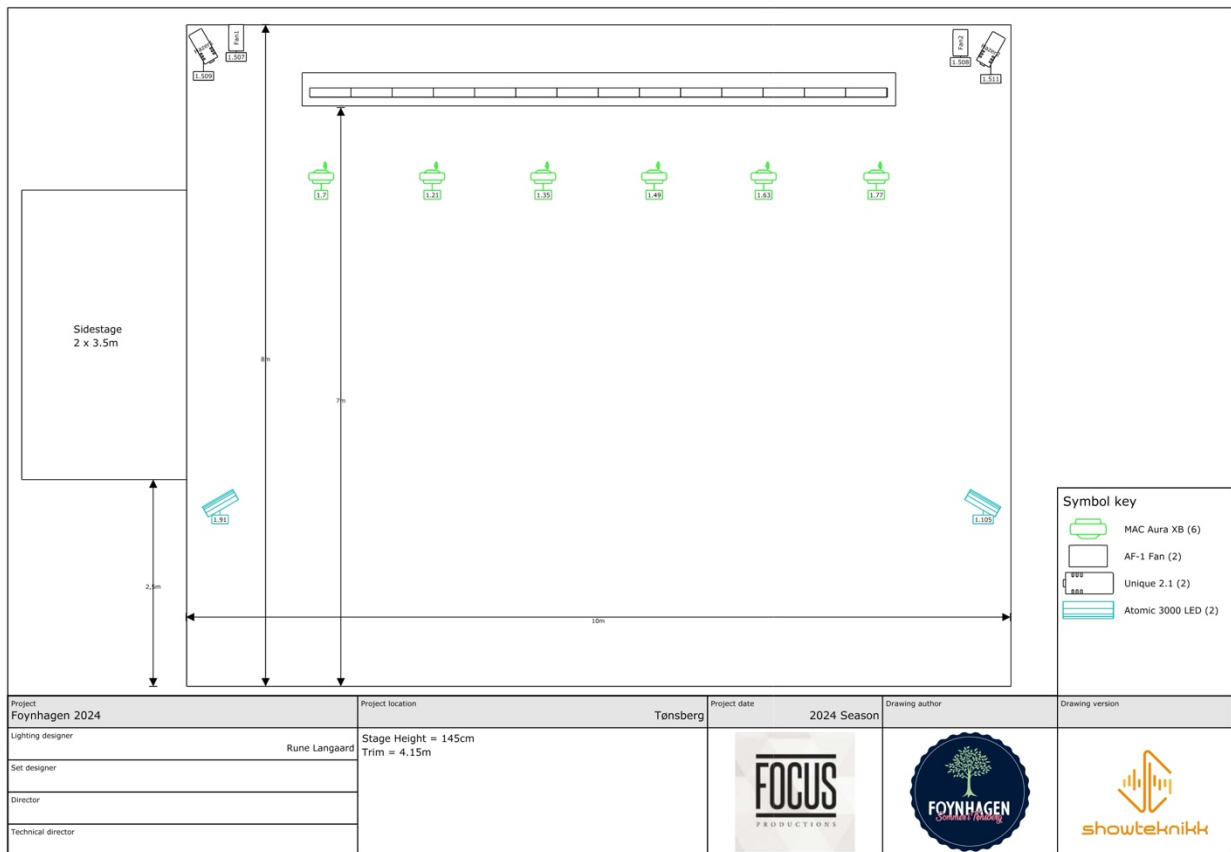 Hazer1
Fan1
Fan2
1.509
1.507
1.508
1.511
1.7
1.21
1.35
1.49
1.63
1.77
Sidestage
2 x 3.5m
8m
7m
1.91
1.105
2,5m
10m
Symbol key
MAC Aura XB (6)
AF-1 Fan (2)
Unique 2.1 (2)
Atomic 3000 LED (2)
Project
Foynhagen 2024
Project location
Tønsberg
Project date
2024 Season
Drawing author
Drawing version
Lighting designer
Rune Langaard
Set designer
Director
Technical director
Stage Height = 145cm
Trim = 4.15m
FOCUS
PRODUCTIONS
FOYNHAGEN
Sommer i Tønsberg
showteknikk